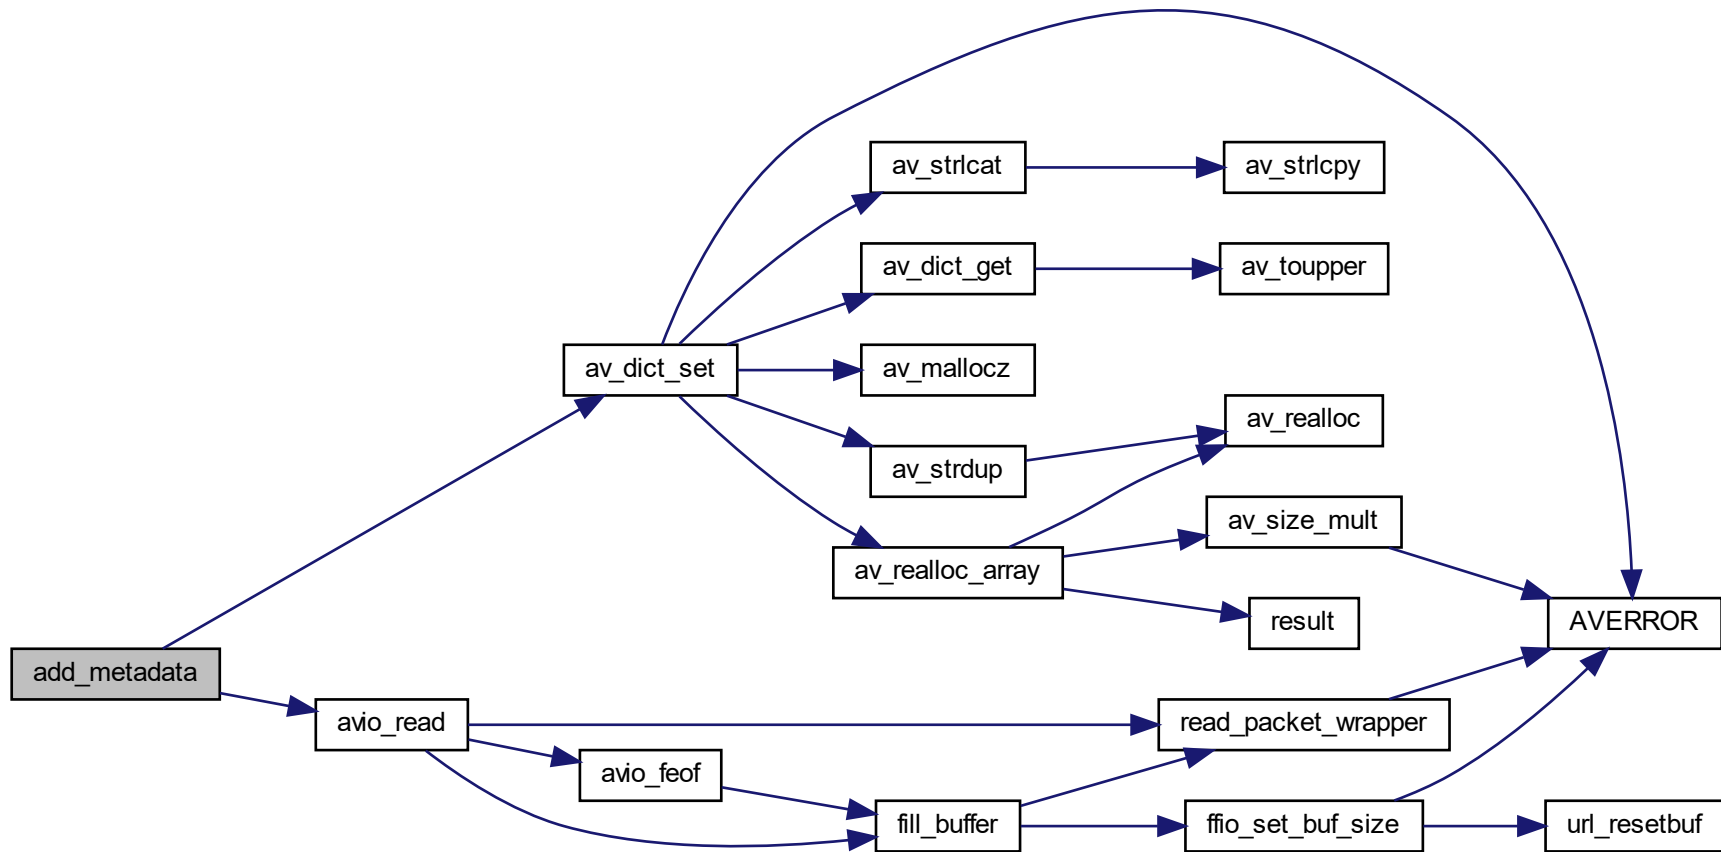 av_strlcat
av_strlcpy
av_dict_get
av_toupper
av_dict_set
av_mallocz
av_realloc
av_strdup
av_size_mult
av_realloc_array
result
AVERROR
add_metadata
avio_read
read_packet_wrapper
avio_feof
fill_buffer
ffio_set_buf_size
url_resetbuf